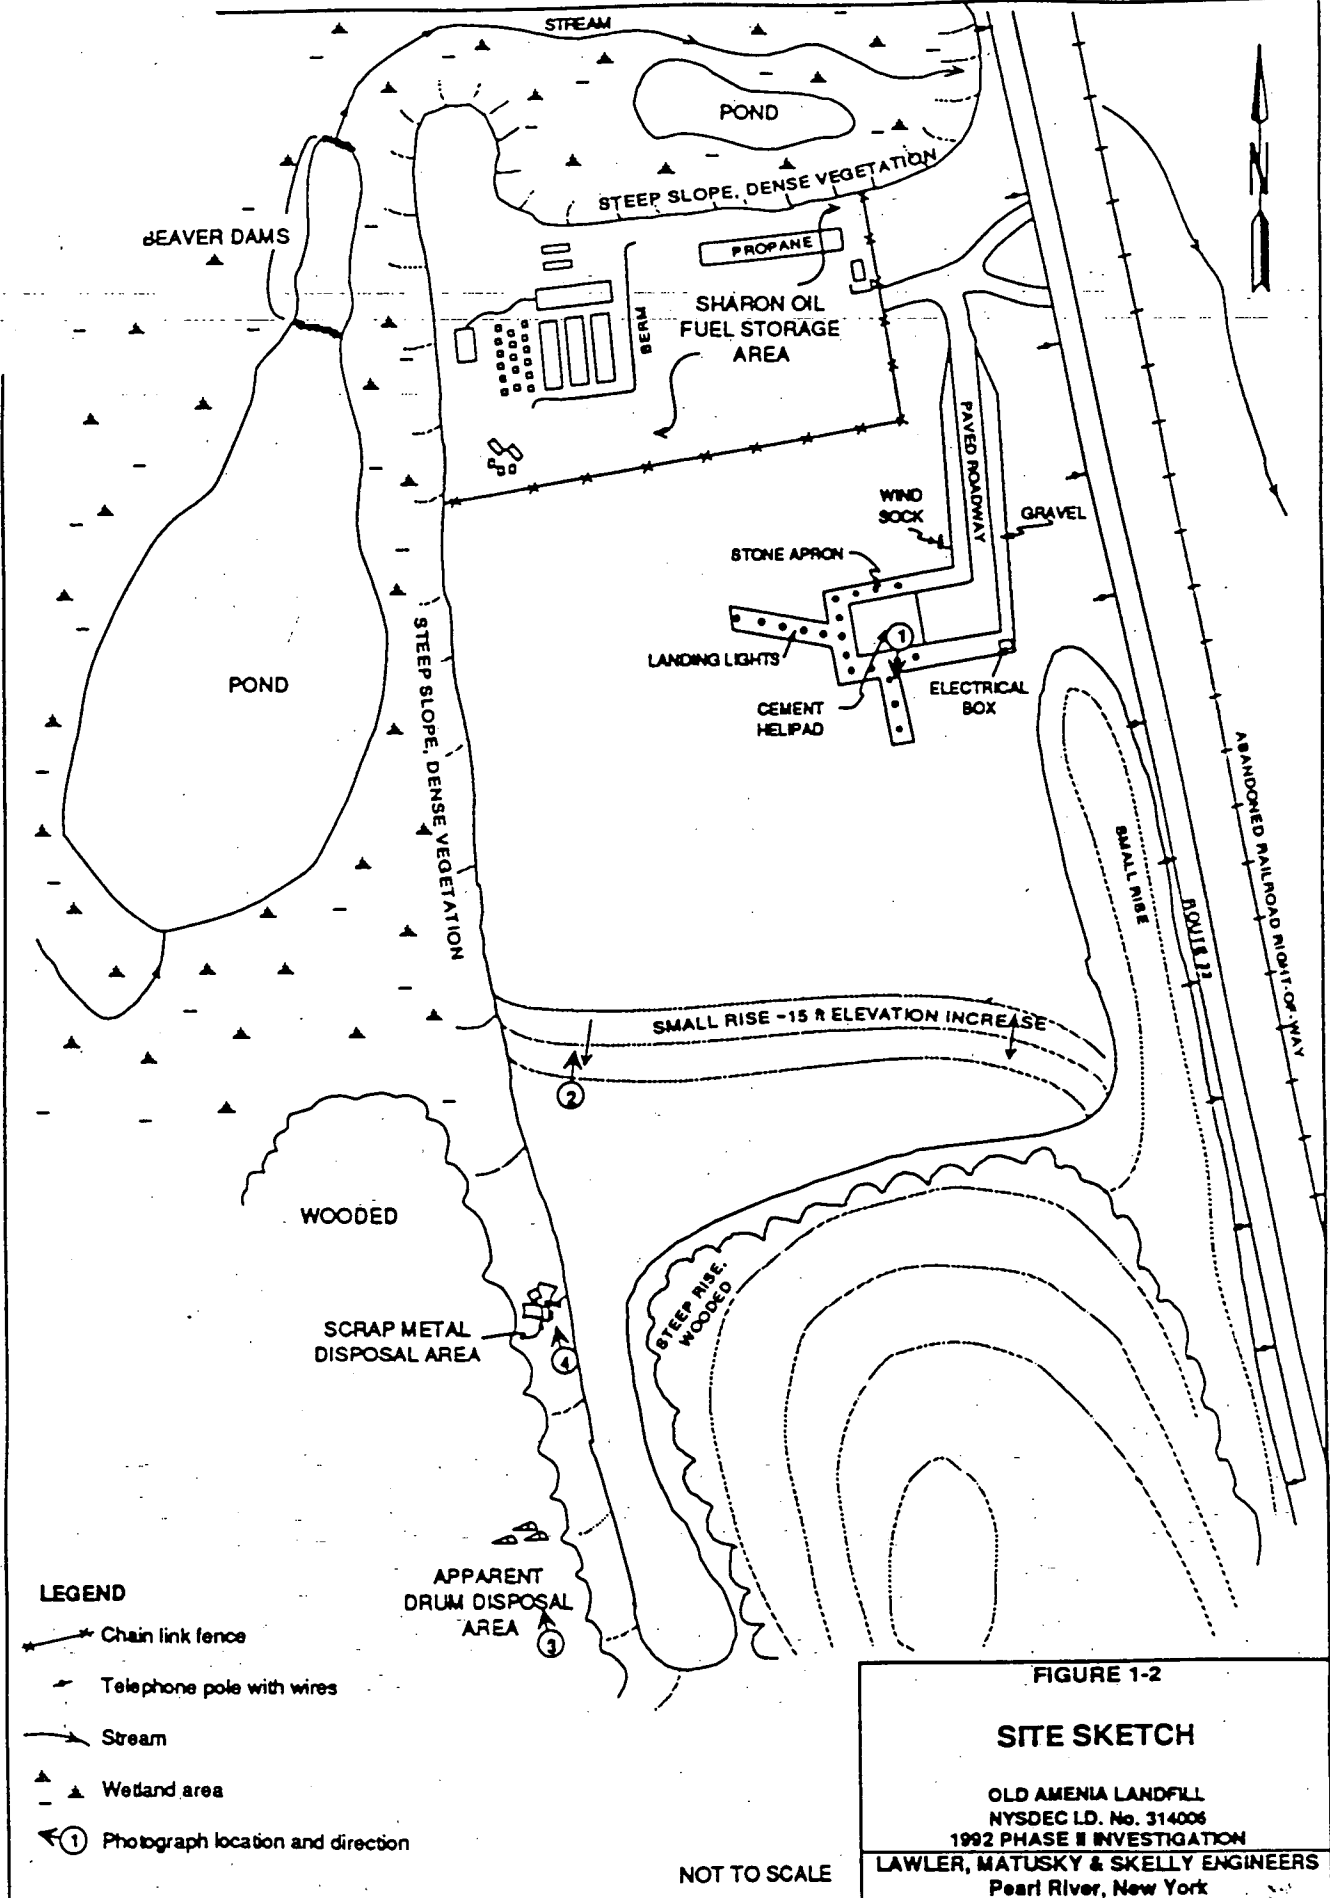 STREAM
POND
N
STEEP SLOPE, DENSE VEGETATION
BEAVER DAMS
PROPANE
SHARON OIL
FUEL STORAGE
AREA
BERM
PAVED ROADWAY
WIND
SOCK
GRAVEL
STONE APRON
1
LANDING LIGHTS
POND
CEMENT
HELIPAD
ELECTRICAL
BOX
STEEP SLOPE, DENSE VEGETATION
SMALL RISE
ROUTE 22
ABANDONED RAILROAD RIGHT-OF-WAY
SMALL RISE ~15 ft ELEVATION INCREASE
2
WOODED
STEEP RISE,
WOODED
SCRAP METAL
DISPOSAL AREA
4
APPARENT
DRUM DISPOSAL
AREA
3
LEGEND
Chain link fence
Telephone pole with wires
Stream
Wetland area
1 Photograph location and direction
NOT TO SCALE
FIGURE 1-2
SITE SKETCH
OLD AMENIA LANDFILL
NYSDEC I.D. No. 314006
1992 PHASE II INVESTIGATION
LAWLER, MATUSKY & SKELLY ENGINEERS
Pearl River, New York